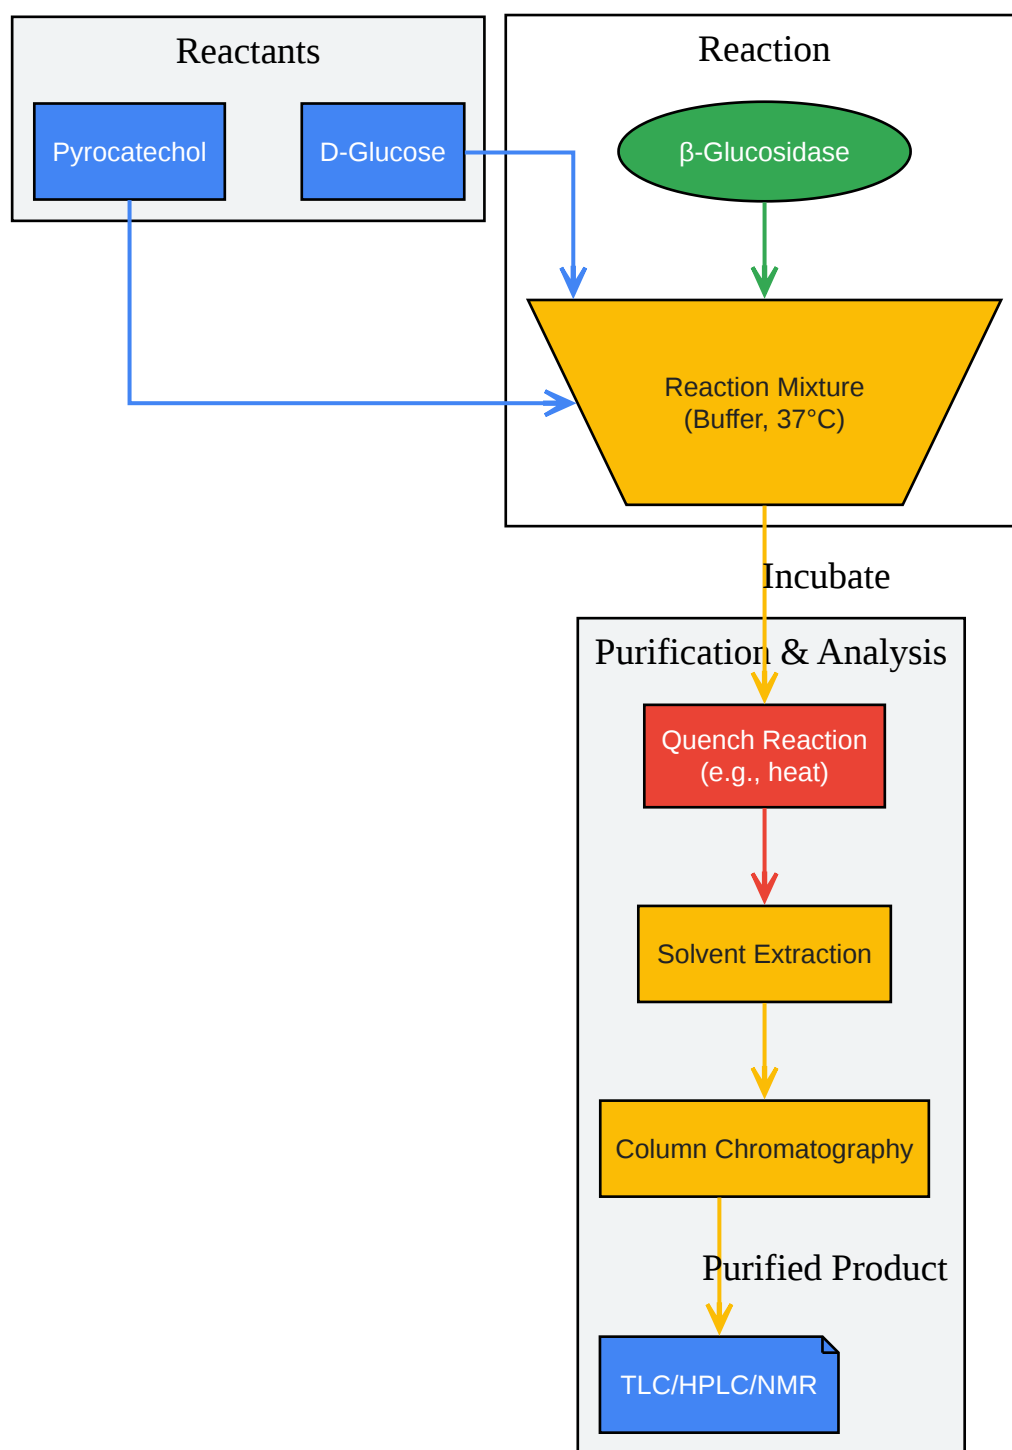 Reactants
Reaction
Pyrocatechol
D-Glucose
β-Glucosidase
Reaction Mixture
(Buffer, 37°C)
Incubate
Purification & Analysis
Quench Reaction
(e.g., heat)
Solvent Extraction
Column Chromatography
Purified Product
TLC/HPLC/NMR